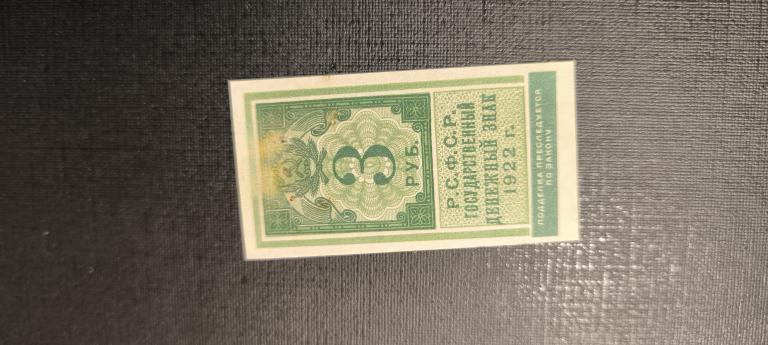 3
РУБ.
Р.С.Ф.С.Р.
ГОСУДАРСТВЕННЫЙ
ДЕНЕЖНЫЙ ЗНАК
1922 г.
ПОДДЕЛКА ПРЕСЛЕДУЕТСЯ
ПО ЗАКОНУ.